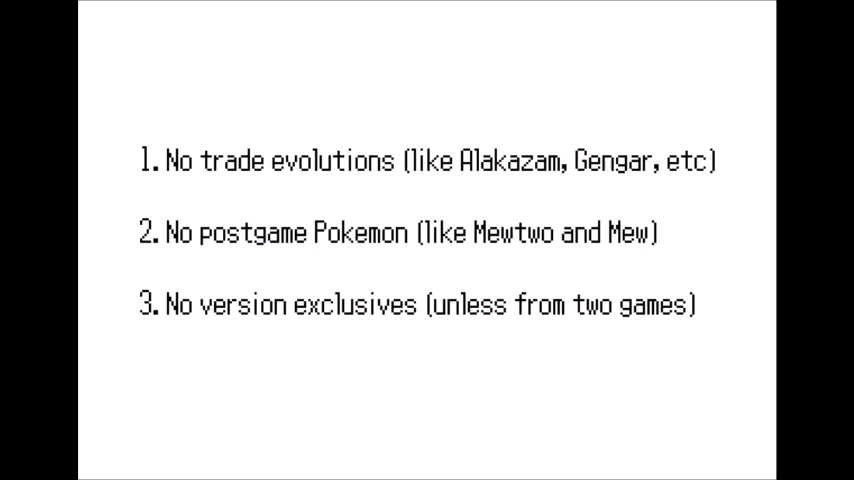 1. No trade evolutions (like Alakazam, Gengar, etc)
2. No postgame Pokemon (like Mewtwo and Mew)
3. No version exclusives (unless from two games)